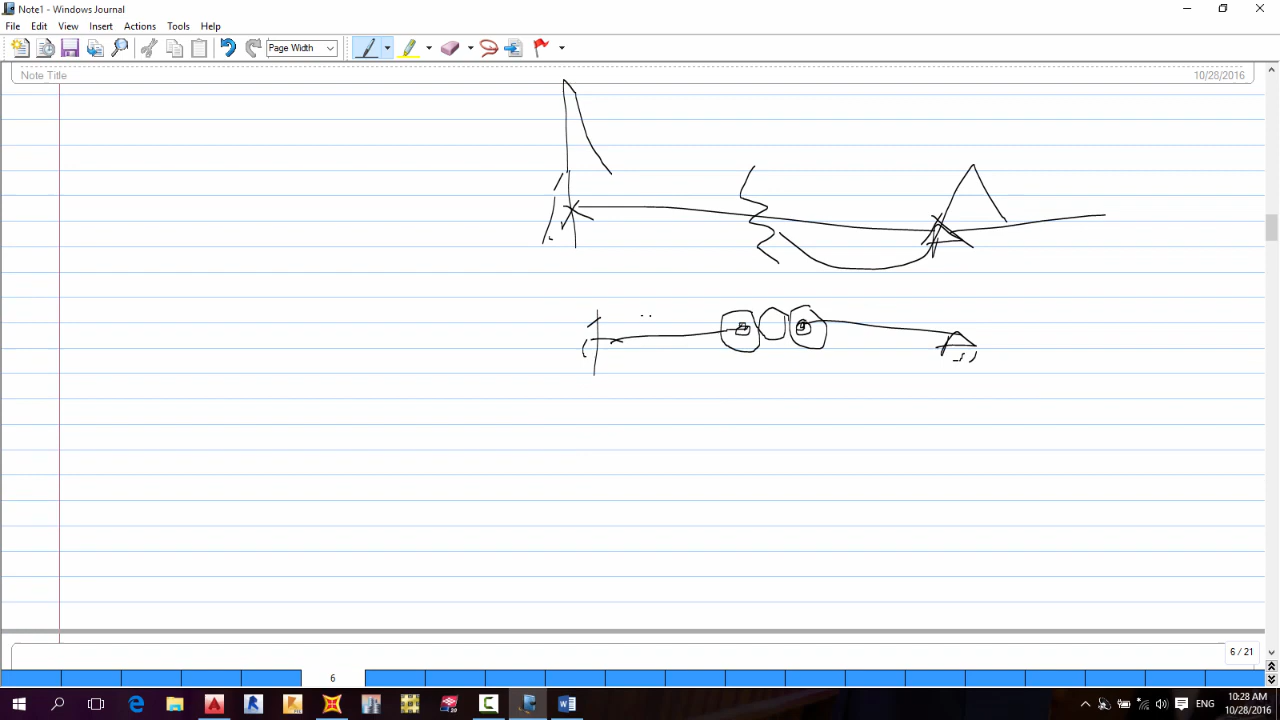 Note1 - Windows Journal
File Edit View Insert Actions Tools Help
Page Width
Note Title
10/28/2016
6 / 21
6
ENG
10:28 AM
10/28/2016